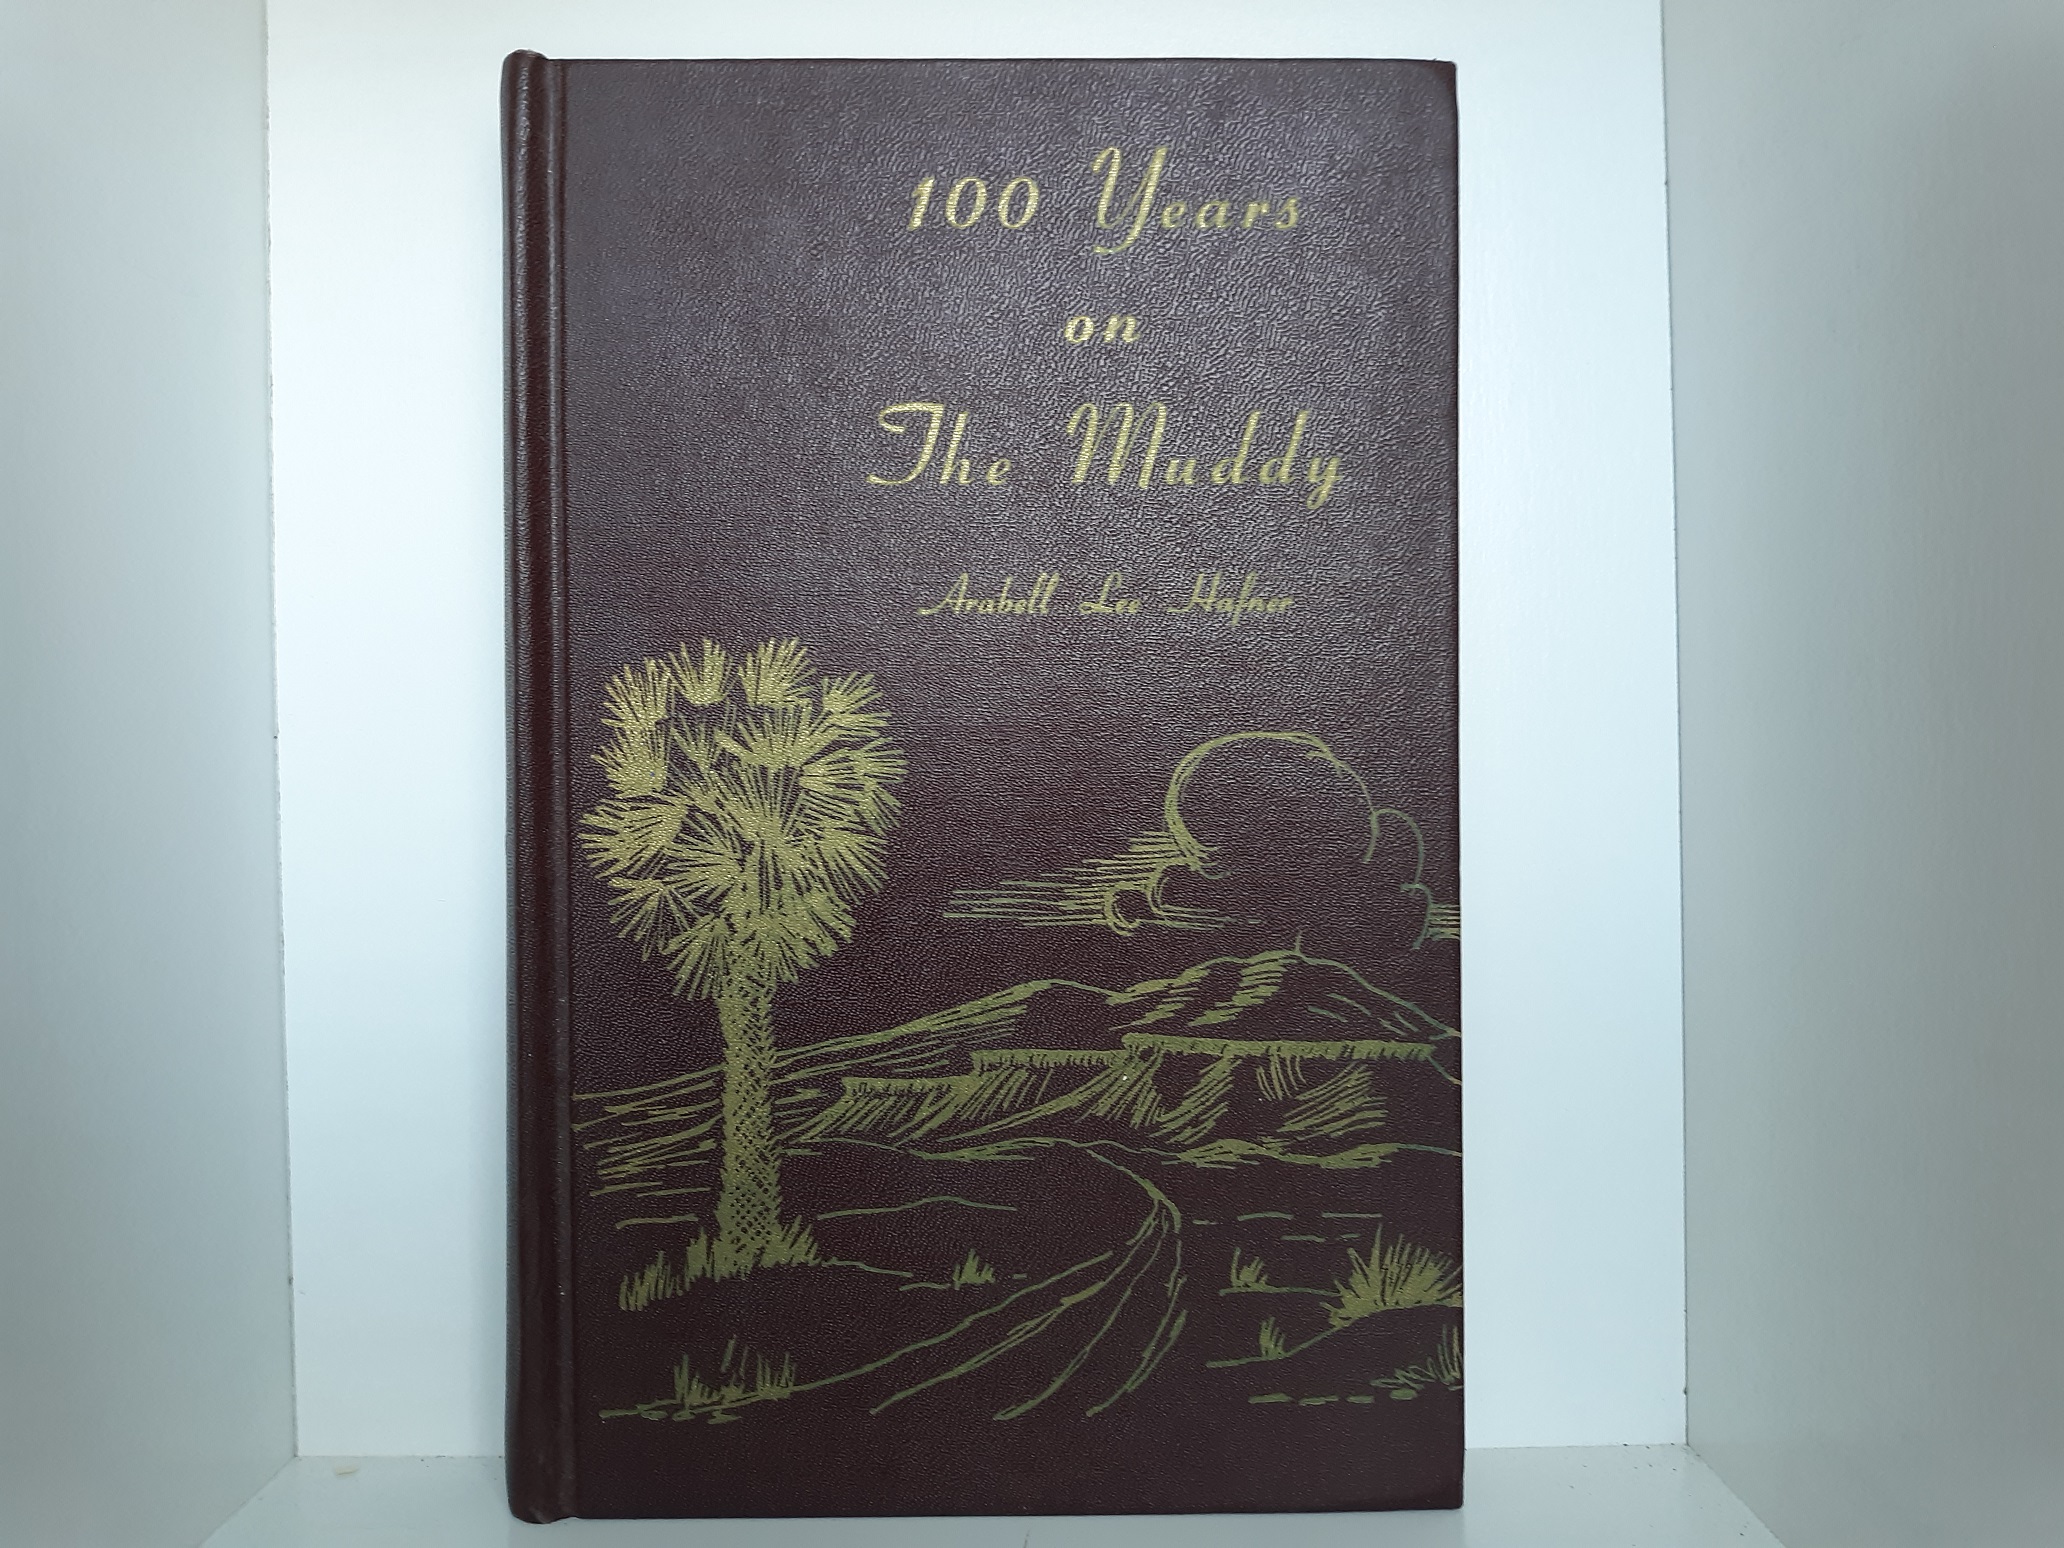 100 Years
on
The Muddy
Arabell Lee Hafner